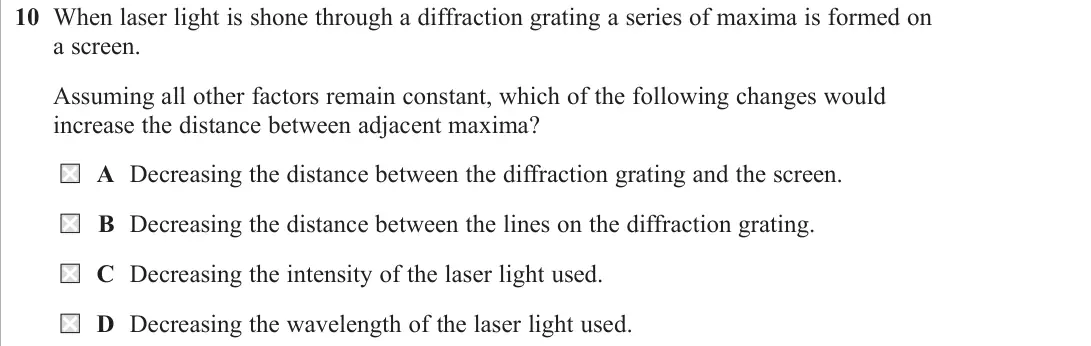 10 When laser light is shone through a diffraction grating a series of maxima is formed on
a screen.
Assuming all other factors remain constant, which of the following changes would
increase the distance between adjacent maxima?
A Decreasing the distance between the diffraction grating and the screen.
B Decreasing the distance between the lines on the diffraction grating.
C Decreasing the intensity of the laser light used.
D Decreasing the wavelength of the laser light used.